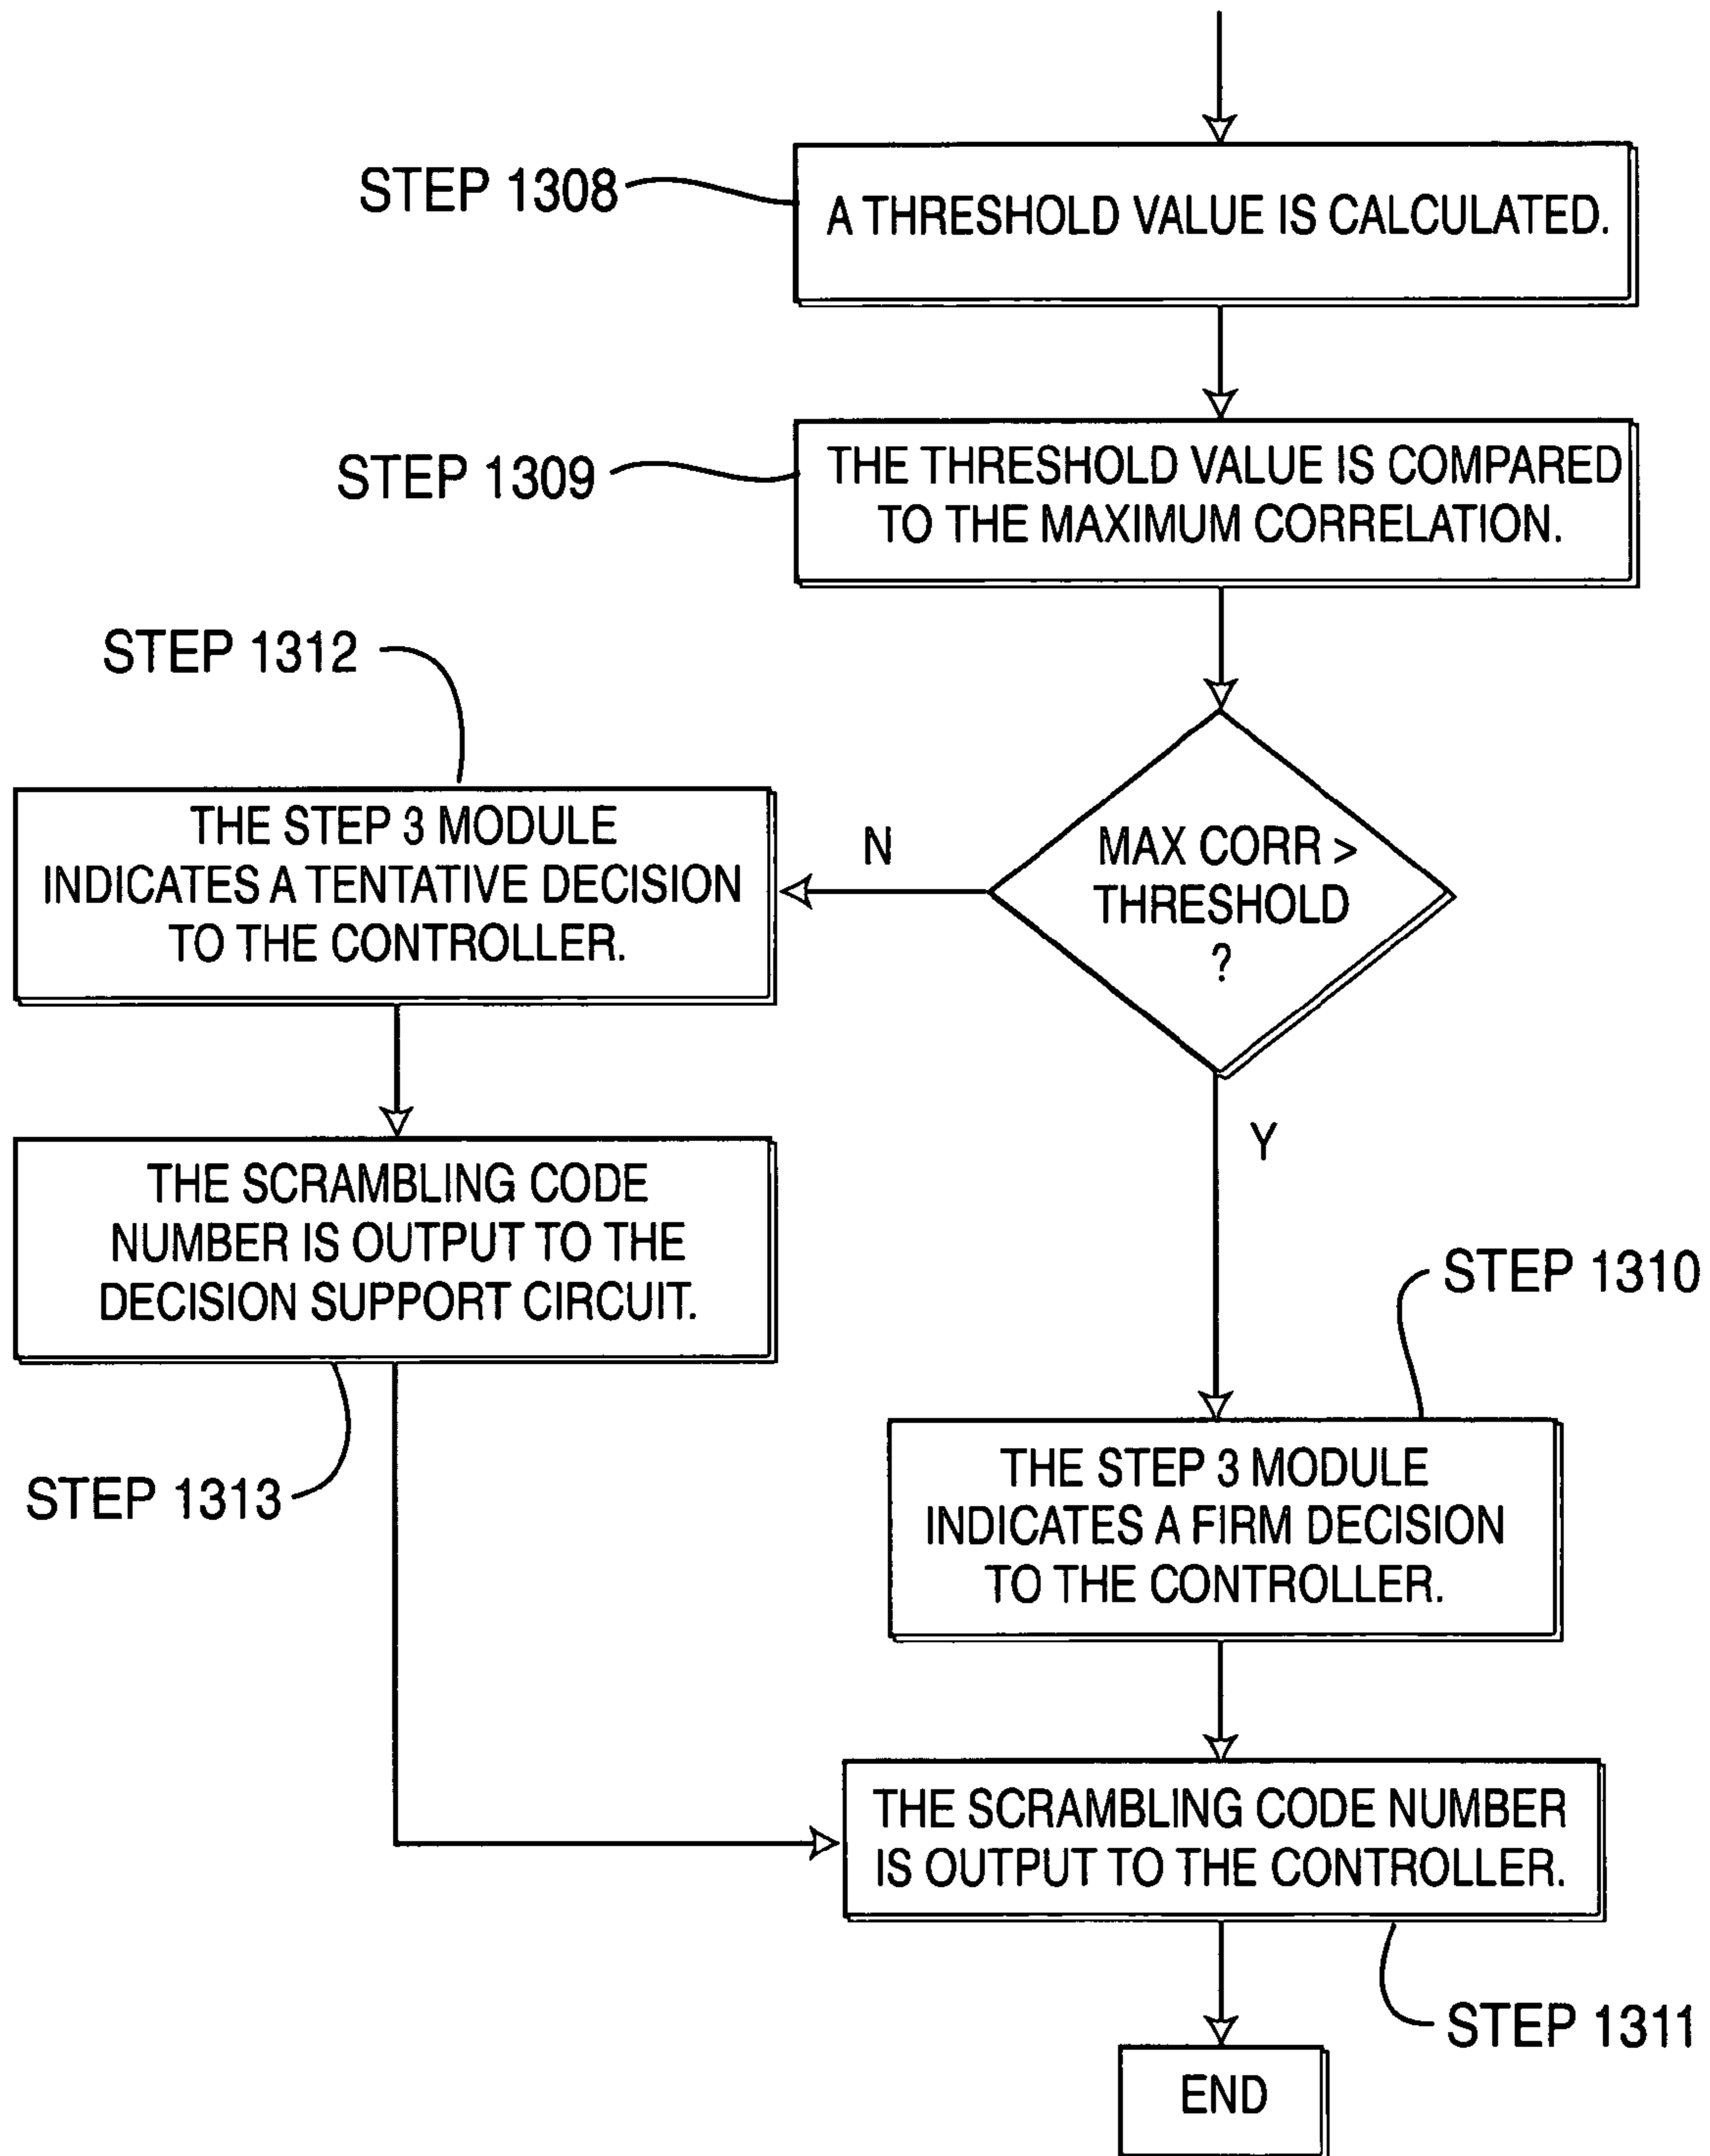 STEP 1308
A THRESHOLD VALUE IS CALCULATED.
STEP 1309
THE THRESHOLD VALUE IS COMPARED
TO THE MAXIMUM CORRELATION.
STEP 1312
THE STEP 3 MODULE
INDICATES A TENTATIVE DECISION
TO THE CONTROLLER.
N
MAX CORR >
THRESHOLD
?
Y
THE SCRAMBLING CODE
NUMBER IS OUTPUT TO THE
DECISION SUPPORT CIRCUIT.
STEP 1313
STEP 1310
THE STEP 3 MODULE
INDICATES A FIRM DECISION
TO THE CONTROLLER.
THE SCRAMBLING CODE NUMBER
IS OUTPUT TO THE CONTROLLER.
STEP 1311
END